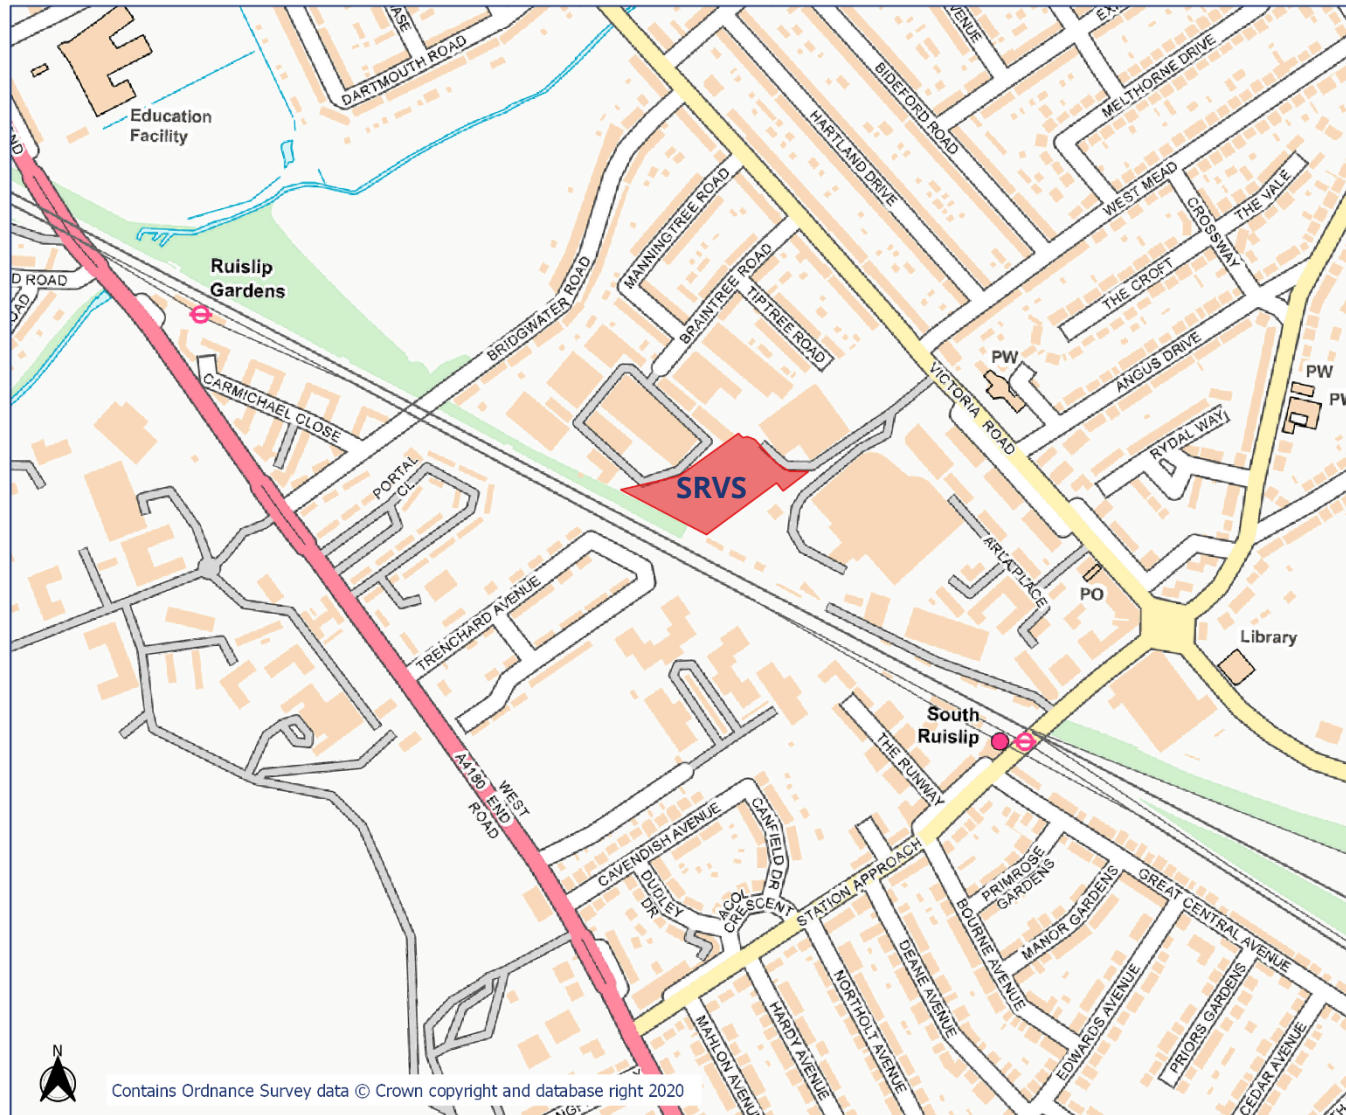 Education
Facility
DARTMOUTH ROAD
BIDEFORD ROAD
HARTLAND DRIVE
MELTHORNE DRIVE
WEST MEAD
CROSSWAY
THE VALE
THE CROFT
ANGUS DRIVE
MANNINGTREE ROAD
BRAINTREE ROAD
TIPTREE ROAD
BRIDGWATER ROAD
Ruislip
Gardens
D ROAD
OAD
CARMICHAEL CLOSE
VICTORIA ROAD
PW
PW
RYDAL WAY
PORTAL
CL
SRVS
ARLA PLACE
PO
Library
TRENCHARD AVENUE
South
Ruislip
THE RUNWAY
A4180
WEST
END
ROAD
CAVENDISH AVENUE
CANFIELD DR
DUDLEY
DR
ACOL
CRESCENT
STATION APPROACH
PRIMROSE
GARDENS
MANOR GARDENS
GREAT CENTRAL AVENUE
BOURNE AVENUE
DEANE AVENUE
NORTHOLT AVENUE
HARDY AVENUE
MAHLON AVENUE
EDWARDS AVENUE
PRIORS GARDENS
CEDAR AVENUE
N
Contains Ordnance Survey data © Crown copyright and database right 2020